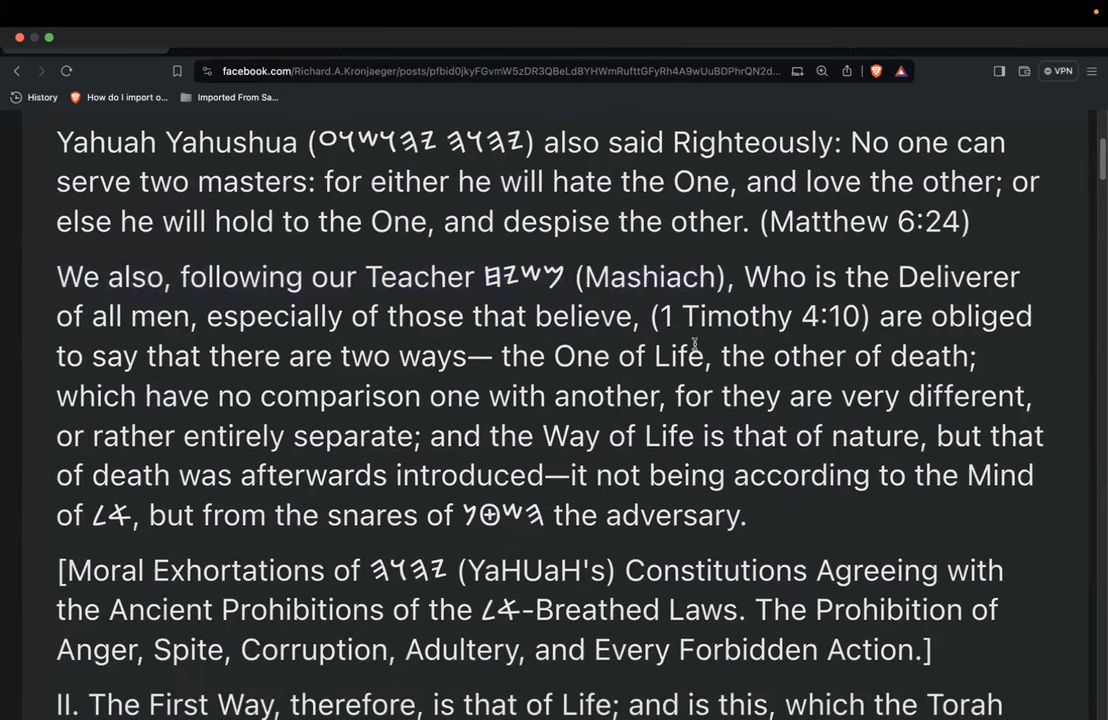 facebook.com/Richard.A.Kronjaeger/posts/pfbid0jkyFGvmW5zDR3QBeLd8YHWmRufttGFyRh4A9wUuBDPhrQN2d...
VPN
History
How do I import o...
Imported From Sa...
Yahuah Yahushua (𐤉𐤄𐤅𐤄 𐤉𐤄𐤅𐤔𐤅𐤏) also said Righteously: No one can
serve two masters: for either he will hate the One, and love the other; or
else he will hold to the One, and despise the other. (Matthew 6:24)
We also, following our Teacher 𐤌𐤔𐤉𐤇 (Mashiach), Who is the Deliverer
of all men, especially of those that believe, (1 Timothy 4:10) are obliged
to say that there are two ways— the One of Life, the other of death;
which have no comparison one with another, for they are very different,
or rather entirely separate; and the Way of Life is that of nature, but that
of death was afterwards introduced—it not being according to the Mind
of 𐤀𐤋, but from the snares of 𐤄𐤔𐤈𐤍 the adversary.
[Moral Exhortations of 𐤉𐤄𐤅𐤄 (YaHUaH's) Constitutions Agreeing with
the Ancient Prohibitions of the 𐤀𐤋-Breathed Laws. The Prohibition of
Anger, Spite, Corruption, Adultery, and Every Forbidden Action.]
II. The First Way, therefore, is that of Life; and is this, which the Torah